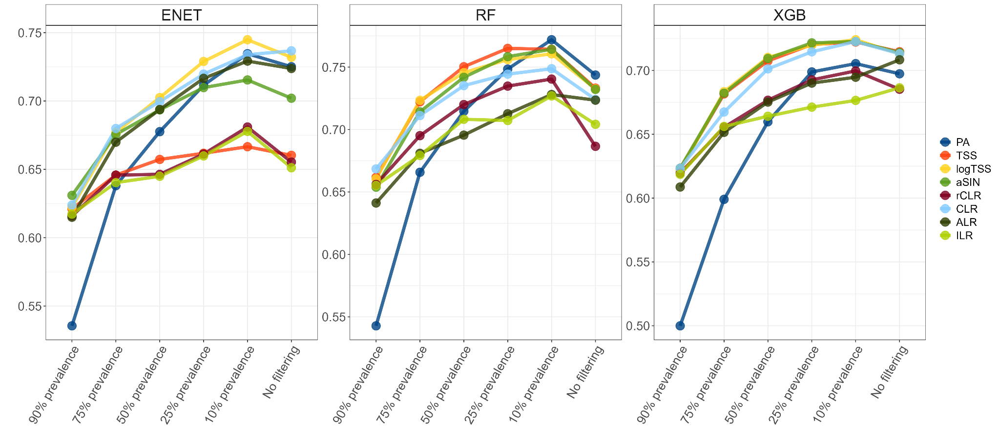 ENET
RF
XGB
0.75
0.70
0.65
0.60
0.55
0.75
0.70
0.65
0.60
0.55
0.70
0.65
0.60
0.55
0.50
90% prevalence
75% prevalence
50% prevalence
25% prevalence
10% prevalence
No filtering
90% prevalence
75% prevalence
50% prevalence
25% prevalence
10% prevalence
No filtering
90% prevalence
75% prevalence
50% prevalence
25% prevalence
10% prevalence
No filtering
PA
TSS
logTSS
aSIN
rCLR
CLR
ALR
ILR